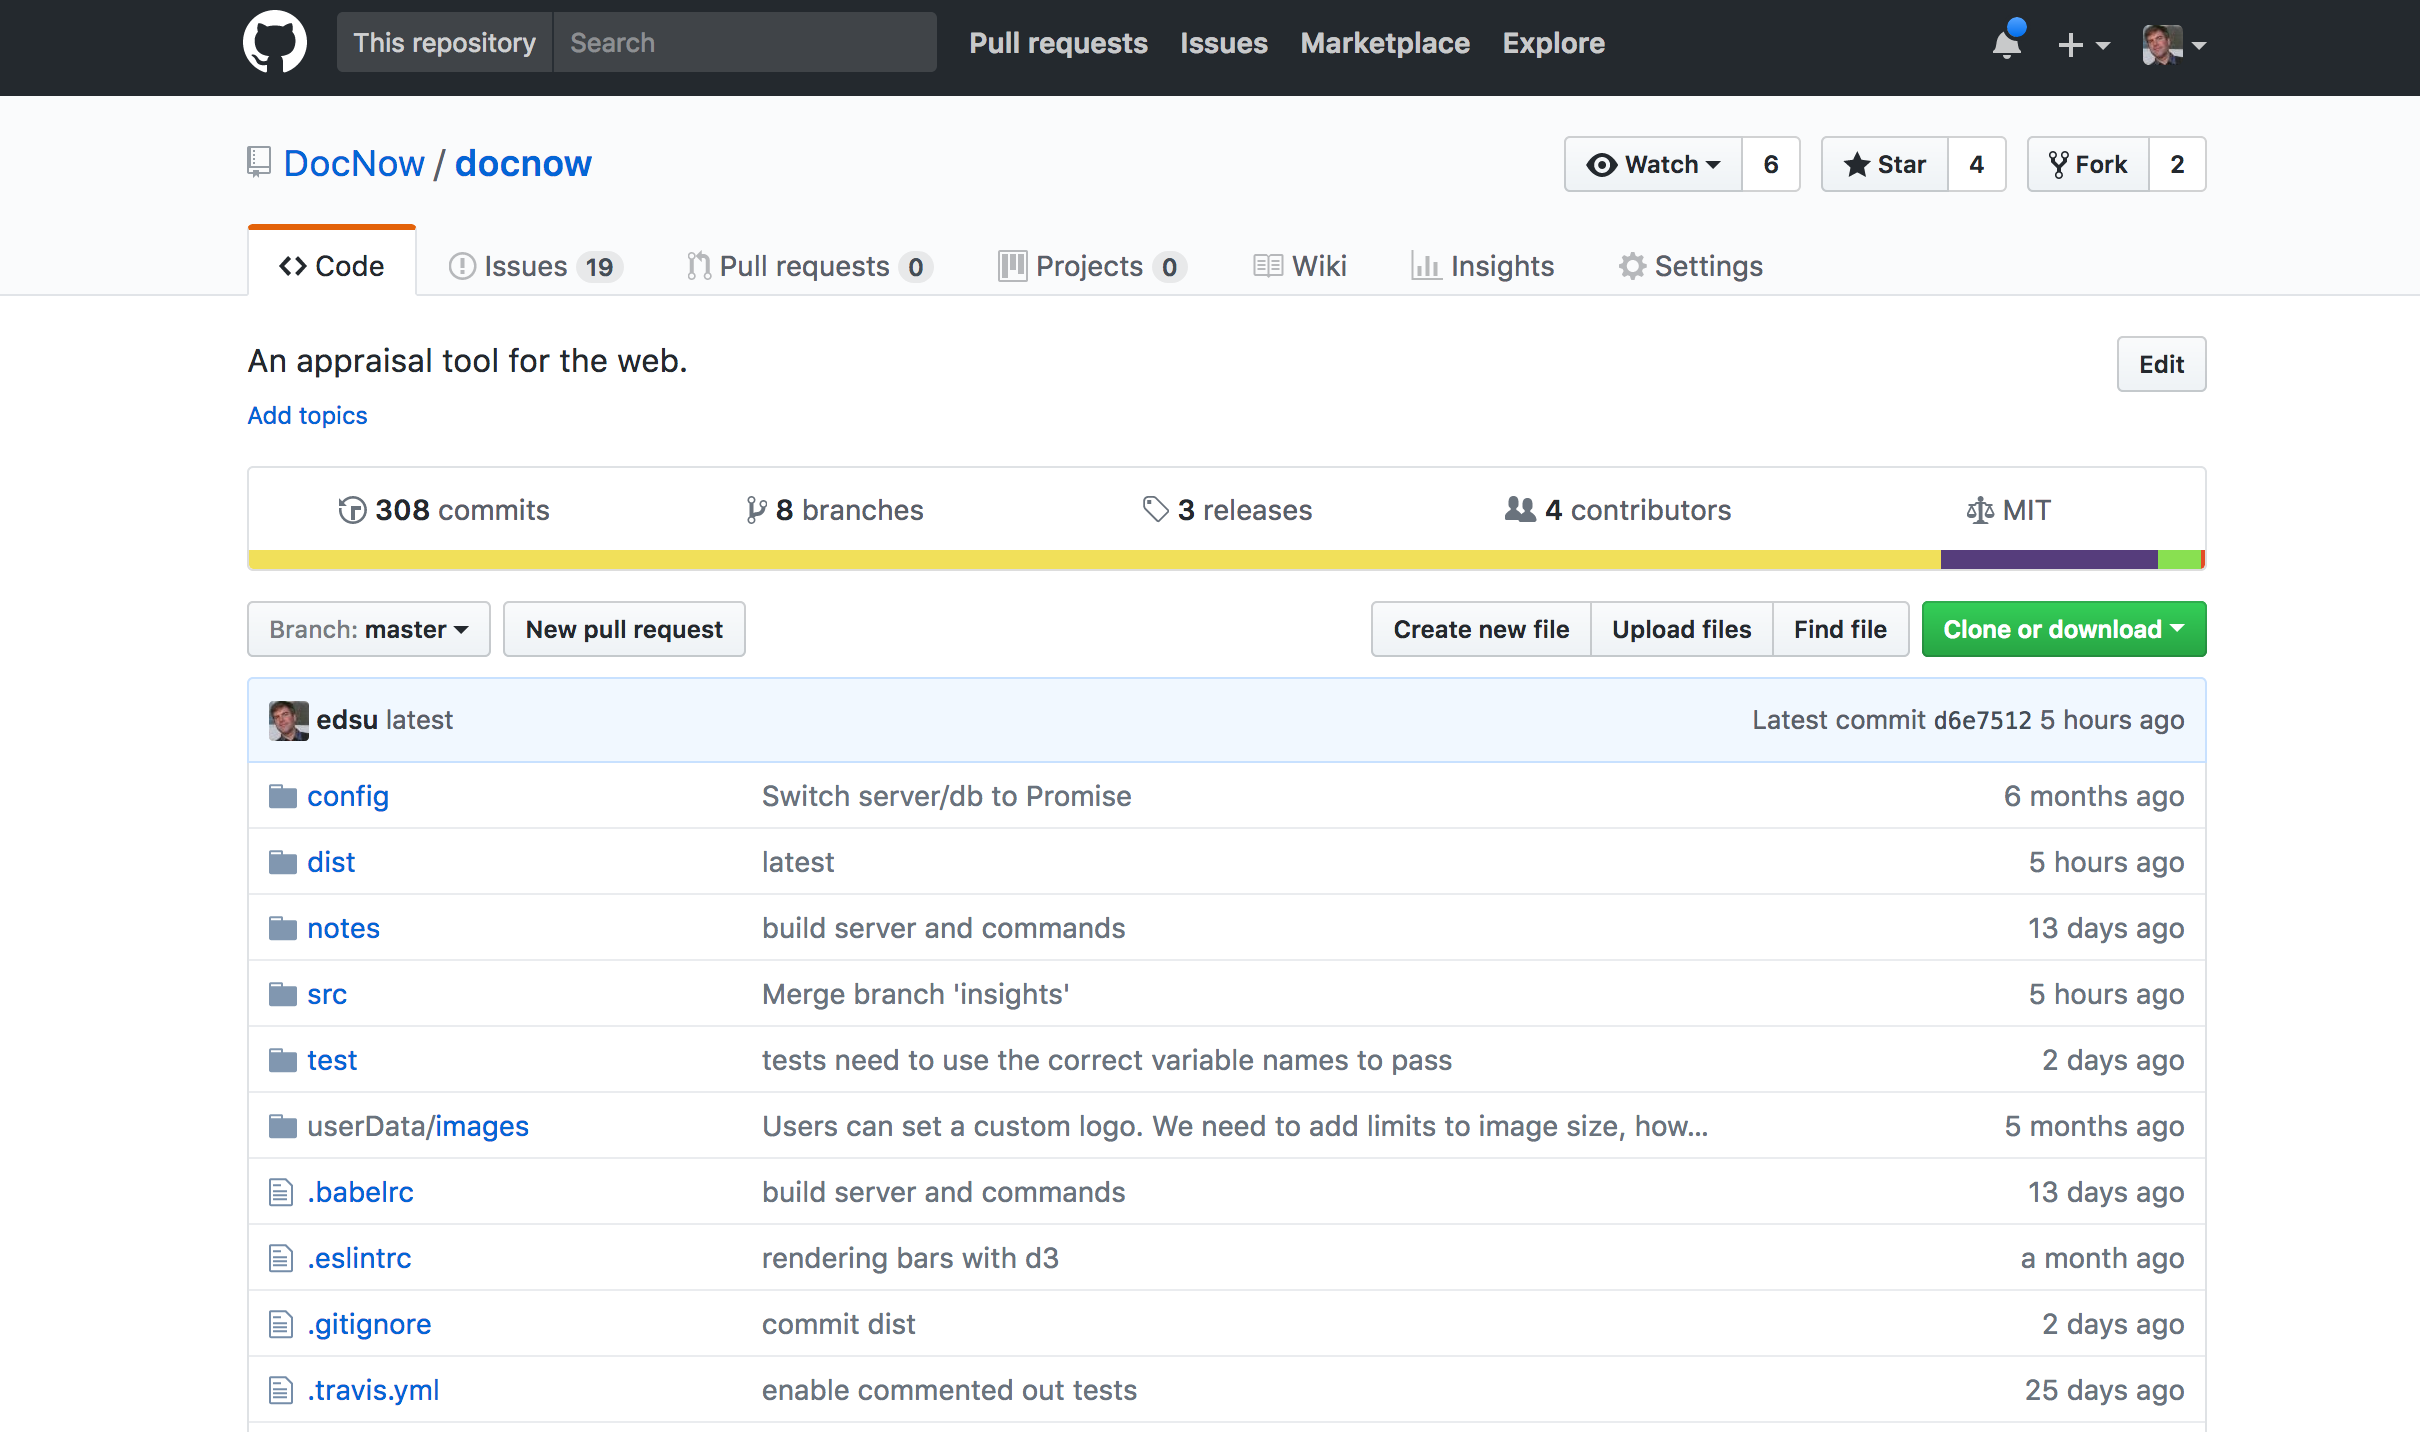 This repository Search Pull requests Issues Marketplace Explore
DocNow / docnow Watch 6 Star 4 Fork 2
Code Issues 19 Pull requests 0 Projects 0 Wiki Insights Settings
An appraisal tool for the web. Edit
Add topics
308 commits 8 branches 3 releases 4 contributors MIT
Branch: master New pull request Create new file Upload files Find file Clone or download
edsu latest Latest commit d6e7512 5 hours ago
config Switch server/db to Promise 6 months ago
dist latest 5 hours ago
notes build server and commands 13 days ago
src Merge branch 'insights' 5 hours ago
test tests need to use the correct variable names to pass 2 days ago
userData/images Users can set a custom logo. We need to add limits to image size, how... 5 months ago
.babelrc build server and commands 13 days ago
.eslintrc rendering bars with d3 a month ago
.gitignore commit dist 2 days ago
.travis.yml enable commented out tests 25 days ago